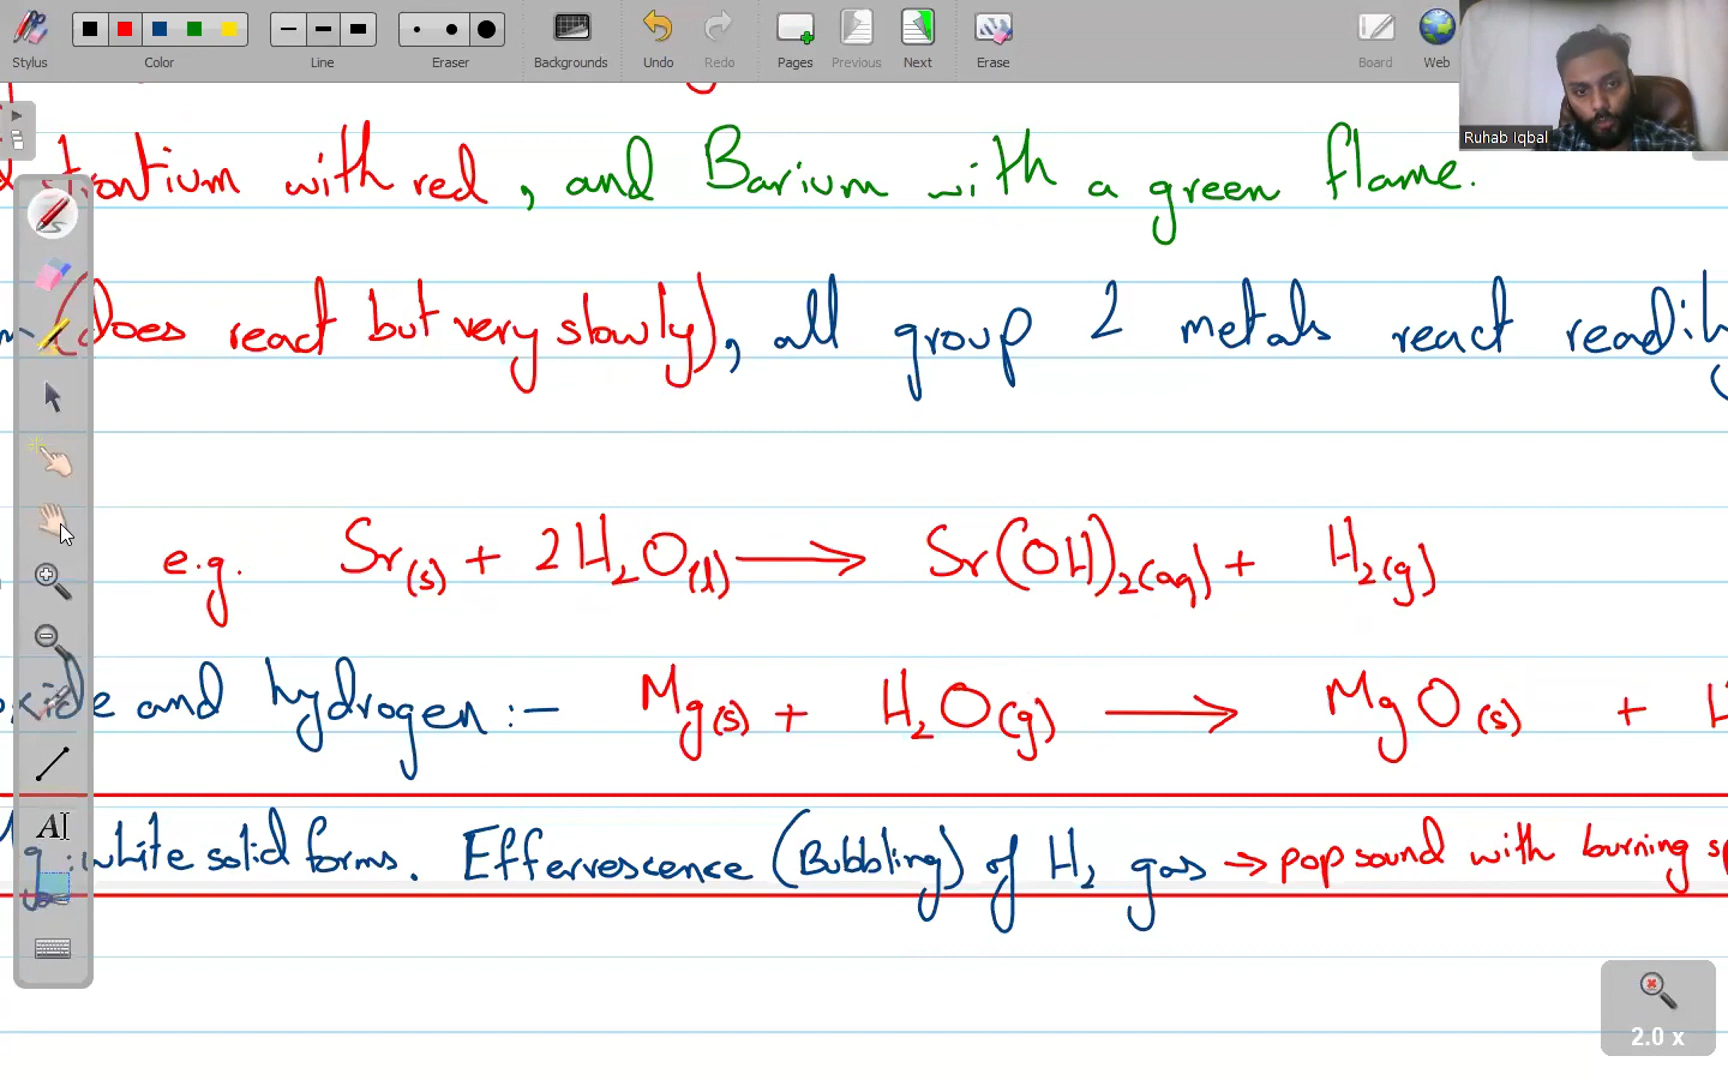 Stylus Color Line Eraser Backgrounds Undo Redo Pages Previous Next Erase Board Web
Ruhab Iqbal
strontium with red, and Barium with a green flame.
(does react but very slowly), all group 2 metals react readil
e.g. Sr(s) + 2H₂O(l) ⟶ Sr(OH)₂(aq) + H₂(g)
oxide and hydrogen :— Mg(s) + H₂O(g) ⟶ MgO(s) + H
white solid forms. Effervescence (Bubbling) of H₂ gas → pop sound with burning sp
2.0 x